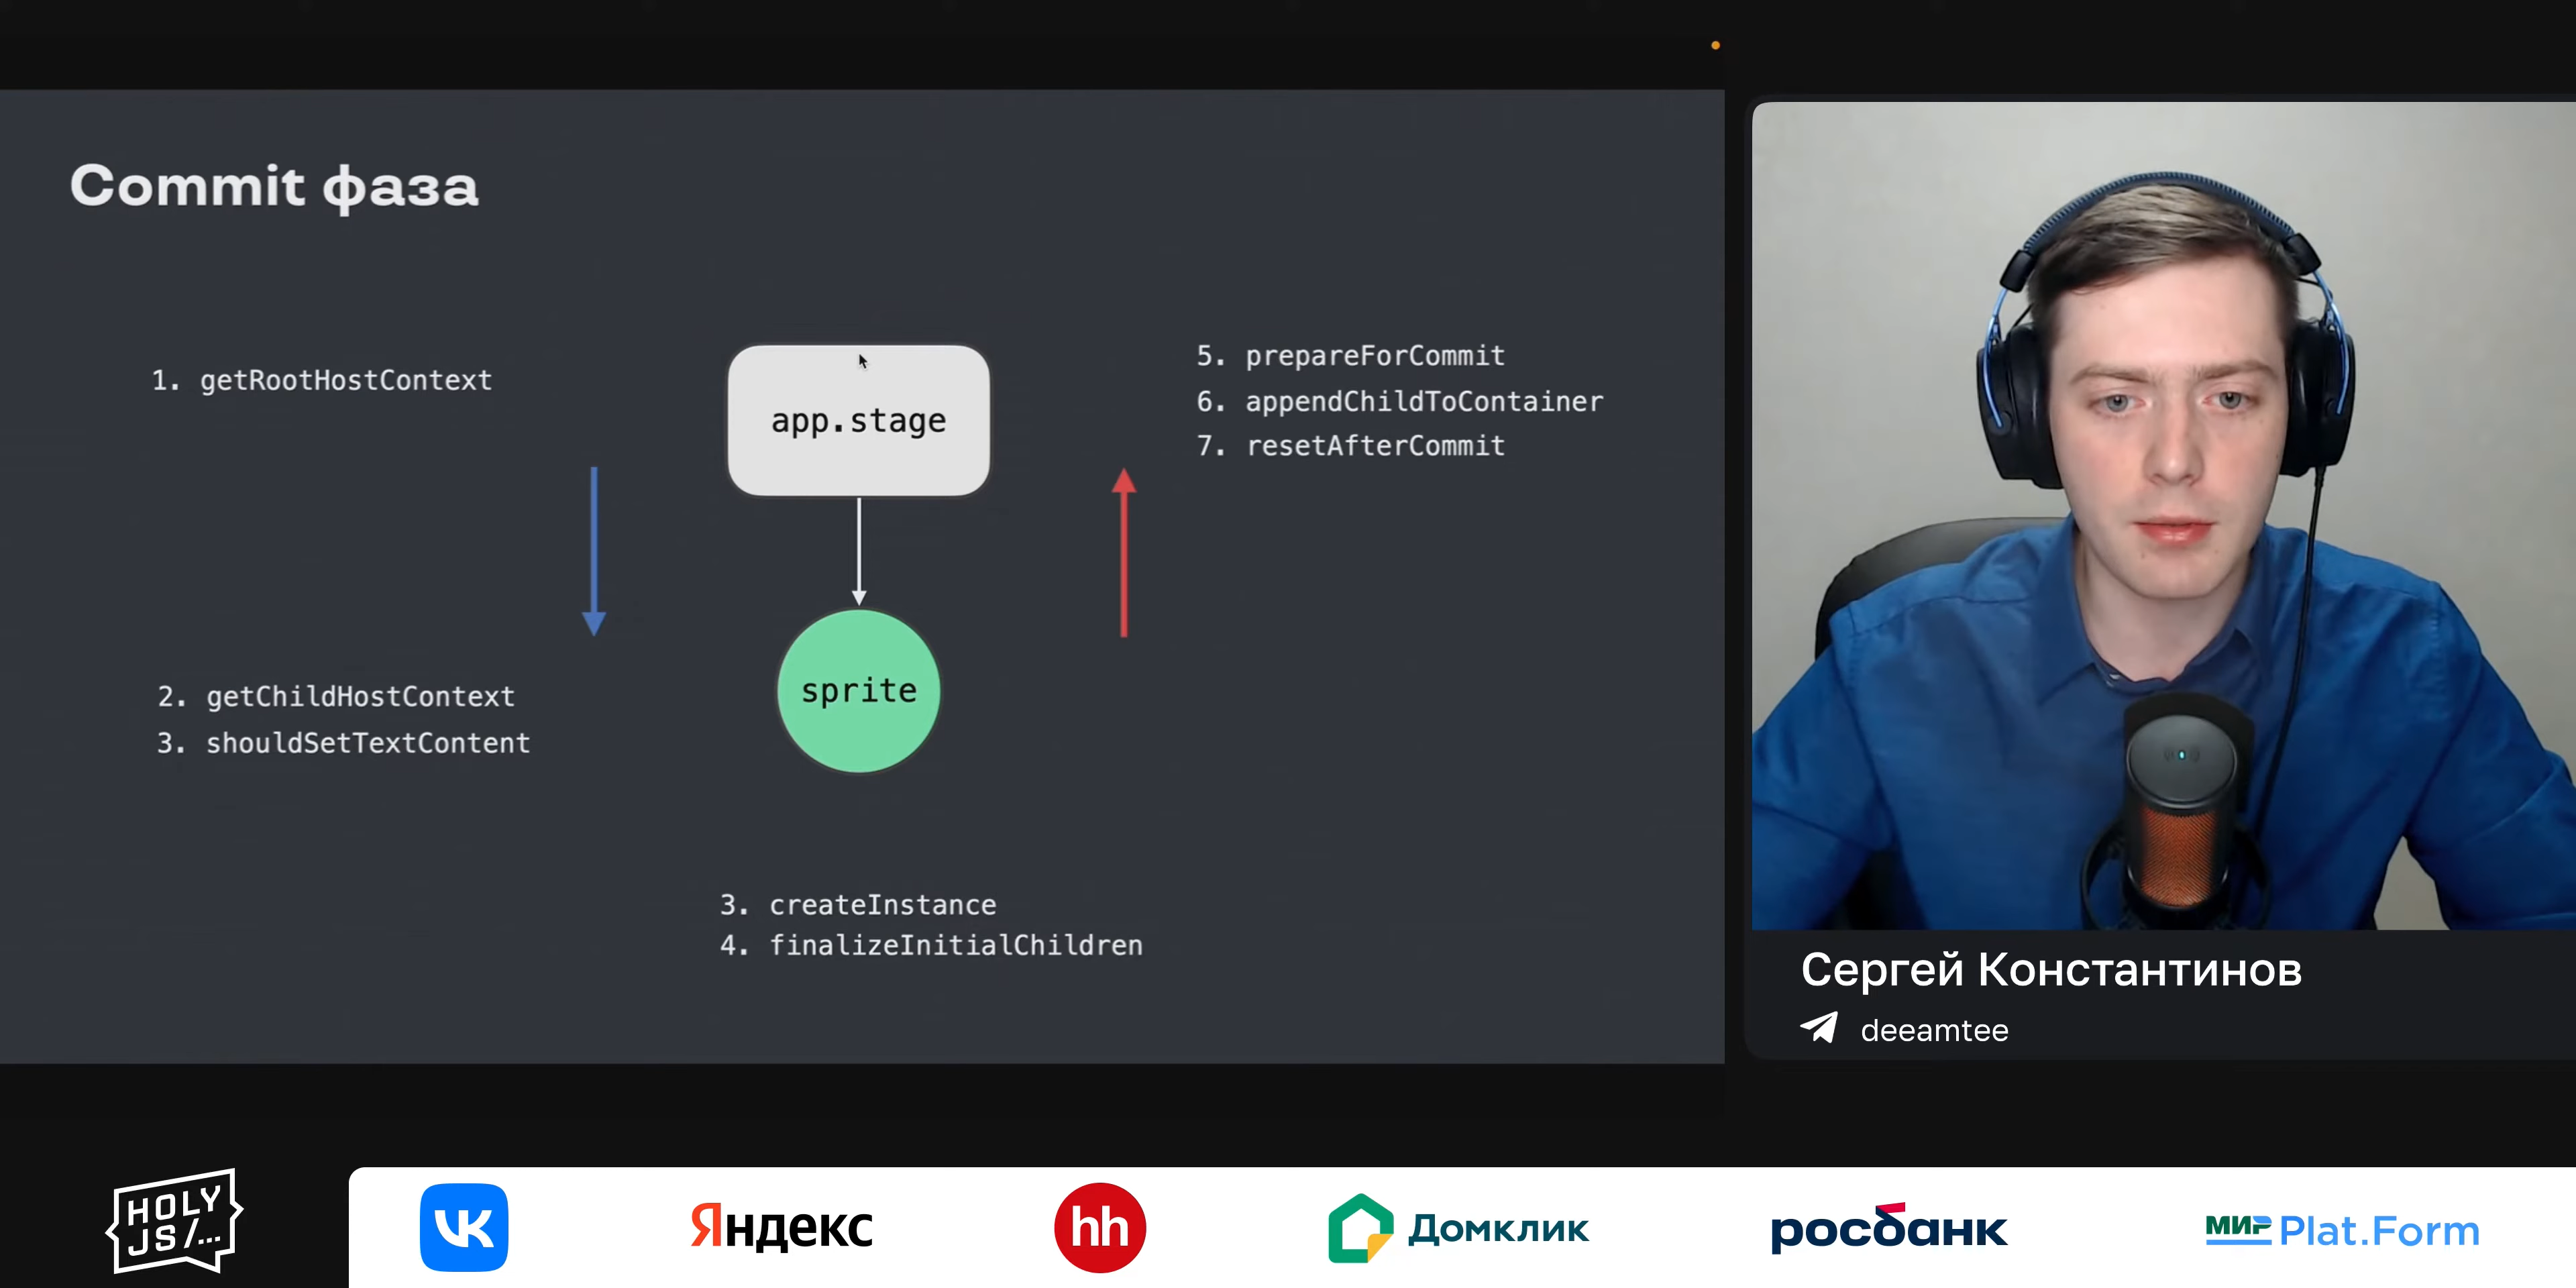 Commit фаза
1. getRootHostContext
app.stage
5. prepareForCommit
6. appendChildToContainer
7. resetAfterCommit
sprite
2. getChildHostContext
3. shouldSetTextContent
3. createInstance
4. finalizeInitialChildren
Сергей Константинов
deeamtee
HOLY
JS/...
VK
Яндекс
hh
Домклик
росбанк
МИР Plat.Form